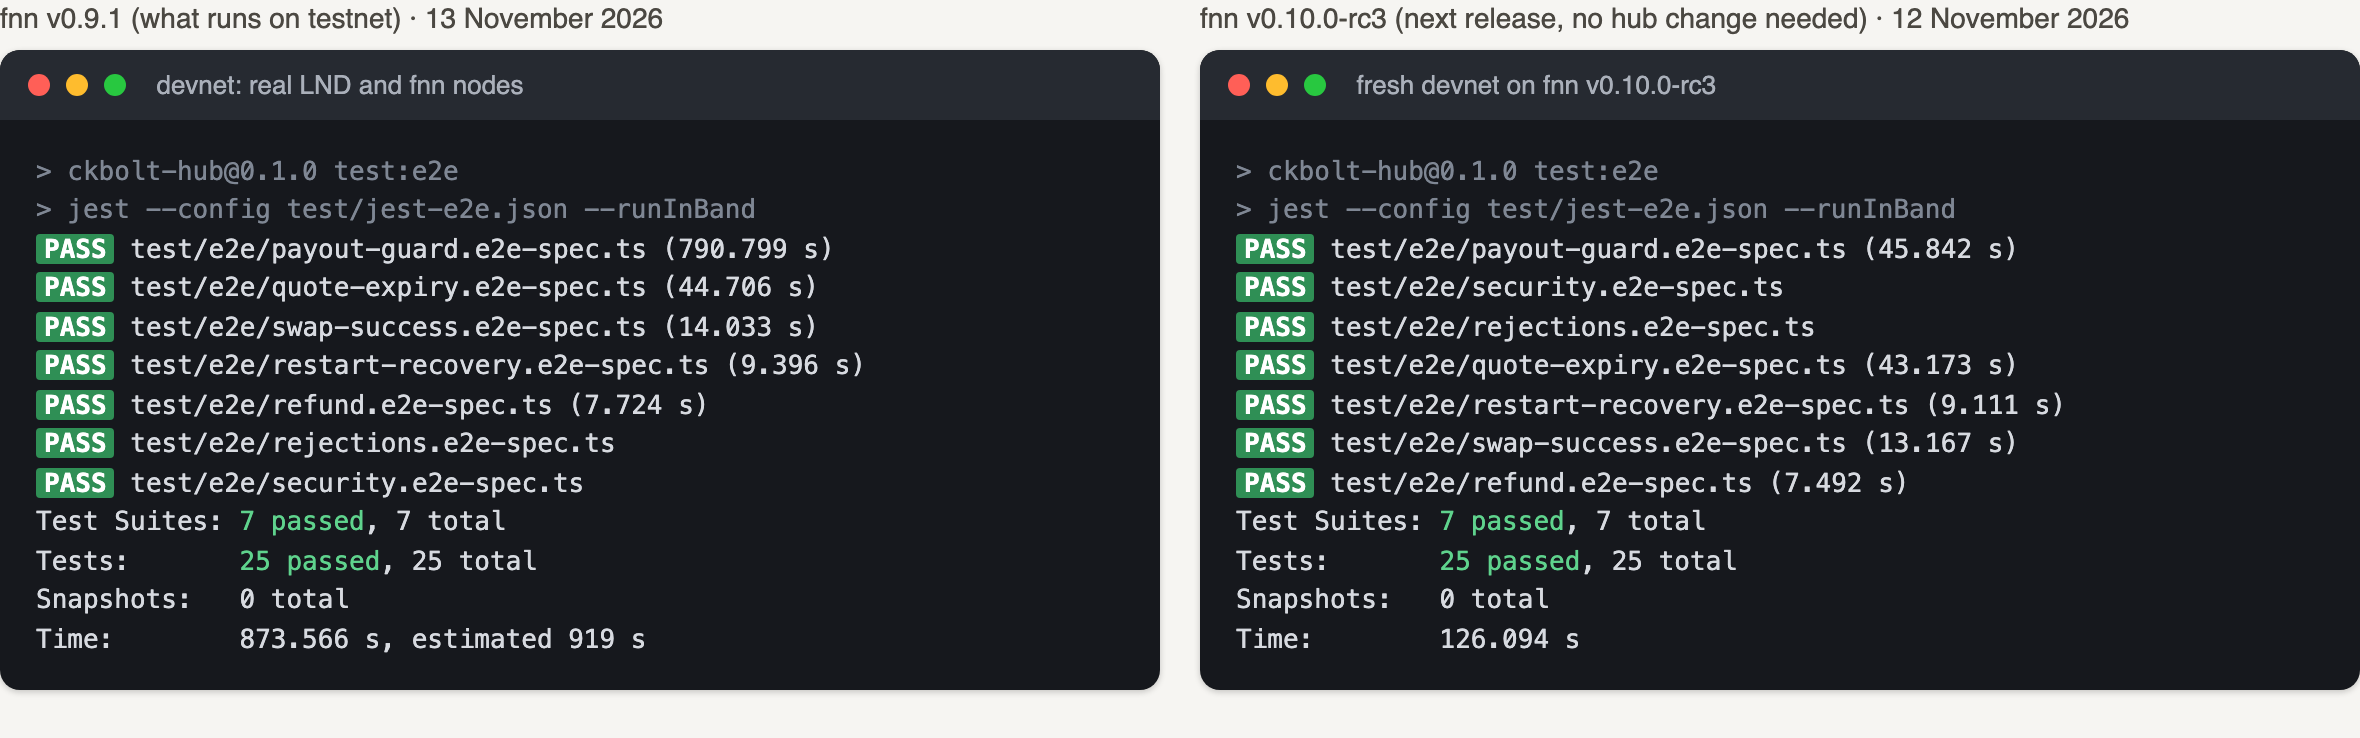 fnn v0.9.1 (what runs on testnet) · 13 November 2026
devnet: real LND and fnn nodes
> ckbolt-hub@0.1.0 test:e2e
> jest --config test/jest-e2e.json --runInBand
PASS test/e2e/payout-guard.e2e-spec.ts (790.799 s)
PASS test/e2e/quote-expiry.e2e-spec.ts (44.706 s)
PASS test/e2e/swap-success.e2e-spec.ts (14.033 s)
PASS test/e2e/restart-recovery.e2e-spec.ts (9.396 s)
PASS test/e2e/refund.e2e-spec.ts (7.724 s)
PASS test/e2e/rejections.e2e-spec.ts
PASS test/e2e/security.e2e-spec.ts
Test Suites: 7 passed, 7 total
Tests: 25 passed, 25 total
Snapshots: 0 total
Time: 873.566 s, estimated 919 s
fnn v0.10.0-rc3 (next release, no hub change needed) · 12 November 2026
fresh devnet on fnn v0.10.0-rc3
> ckbolt-hub@0.1.0 test:e2e
> jest --config test/jest-e2e.json --runInBand
PASS test/e2e/payout-guard.e2e-spec.ts (45.842 s)
PASS test/e2e/security.e2e-spec.ts
PASS test/e2e/rejections.e2e-spec.ts
PASS test/e2e/quote-expiry.e2e-spec.ts (43.173 s)
PASS test/e2e/restart-recovery.e2e-spec.ts (9.111 s)
PASS test/e2e/swap-success.e2e-spec.ts (13.167 s)
PASS test/e2e/refund.e2e-spec.ts (7.492 s)
Test Suites: 7 passed, 7 total
Tests: 25 passed, 25 total
Snapshots: 0 total
Time: 126.094 s